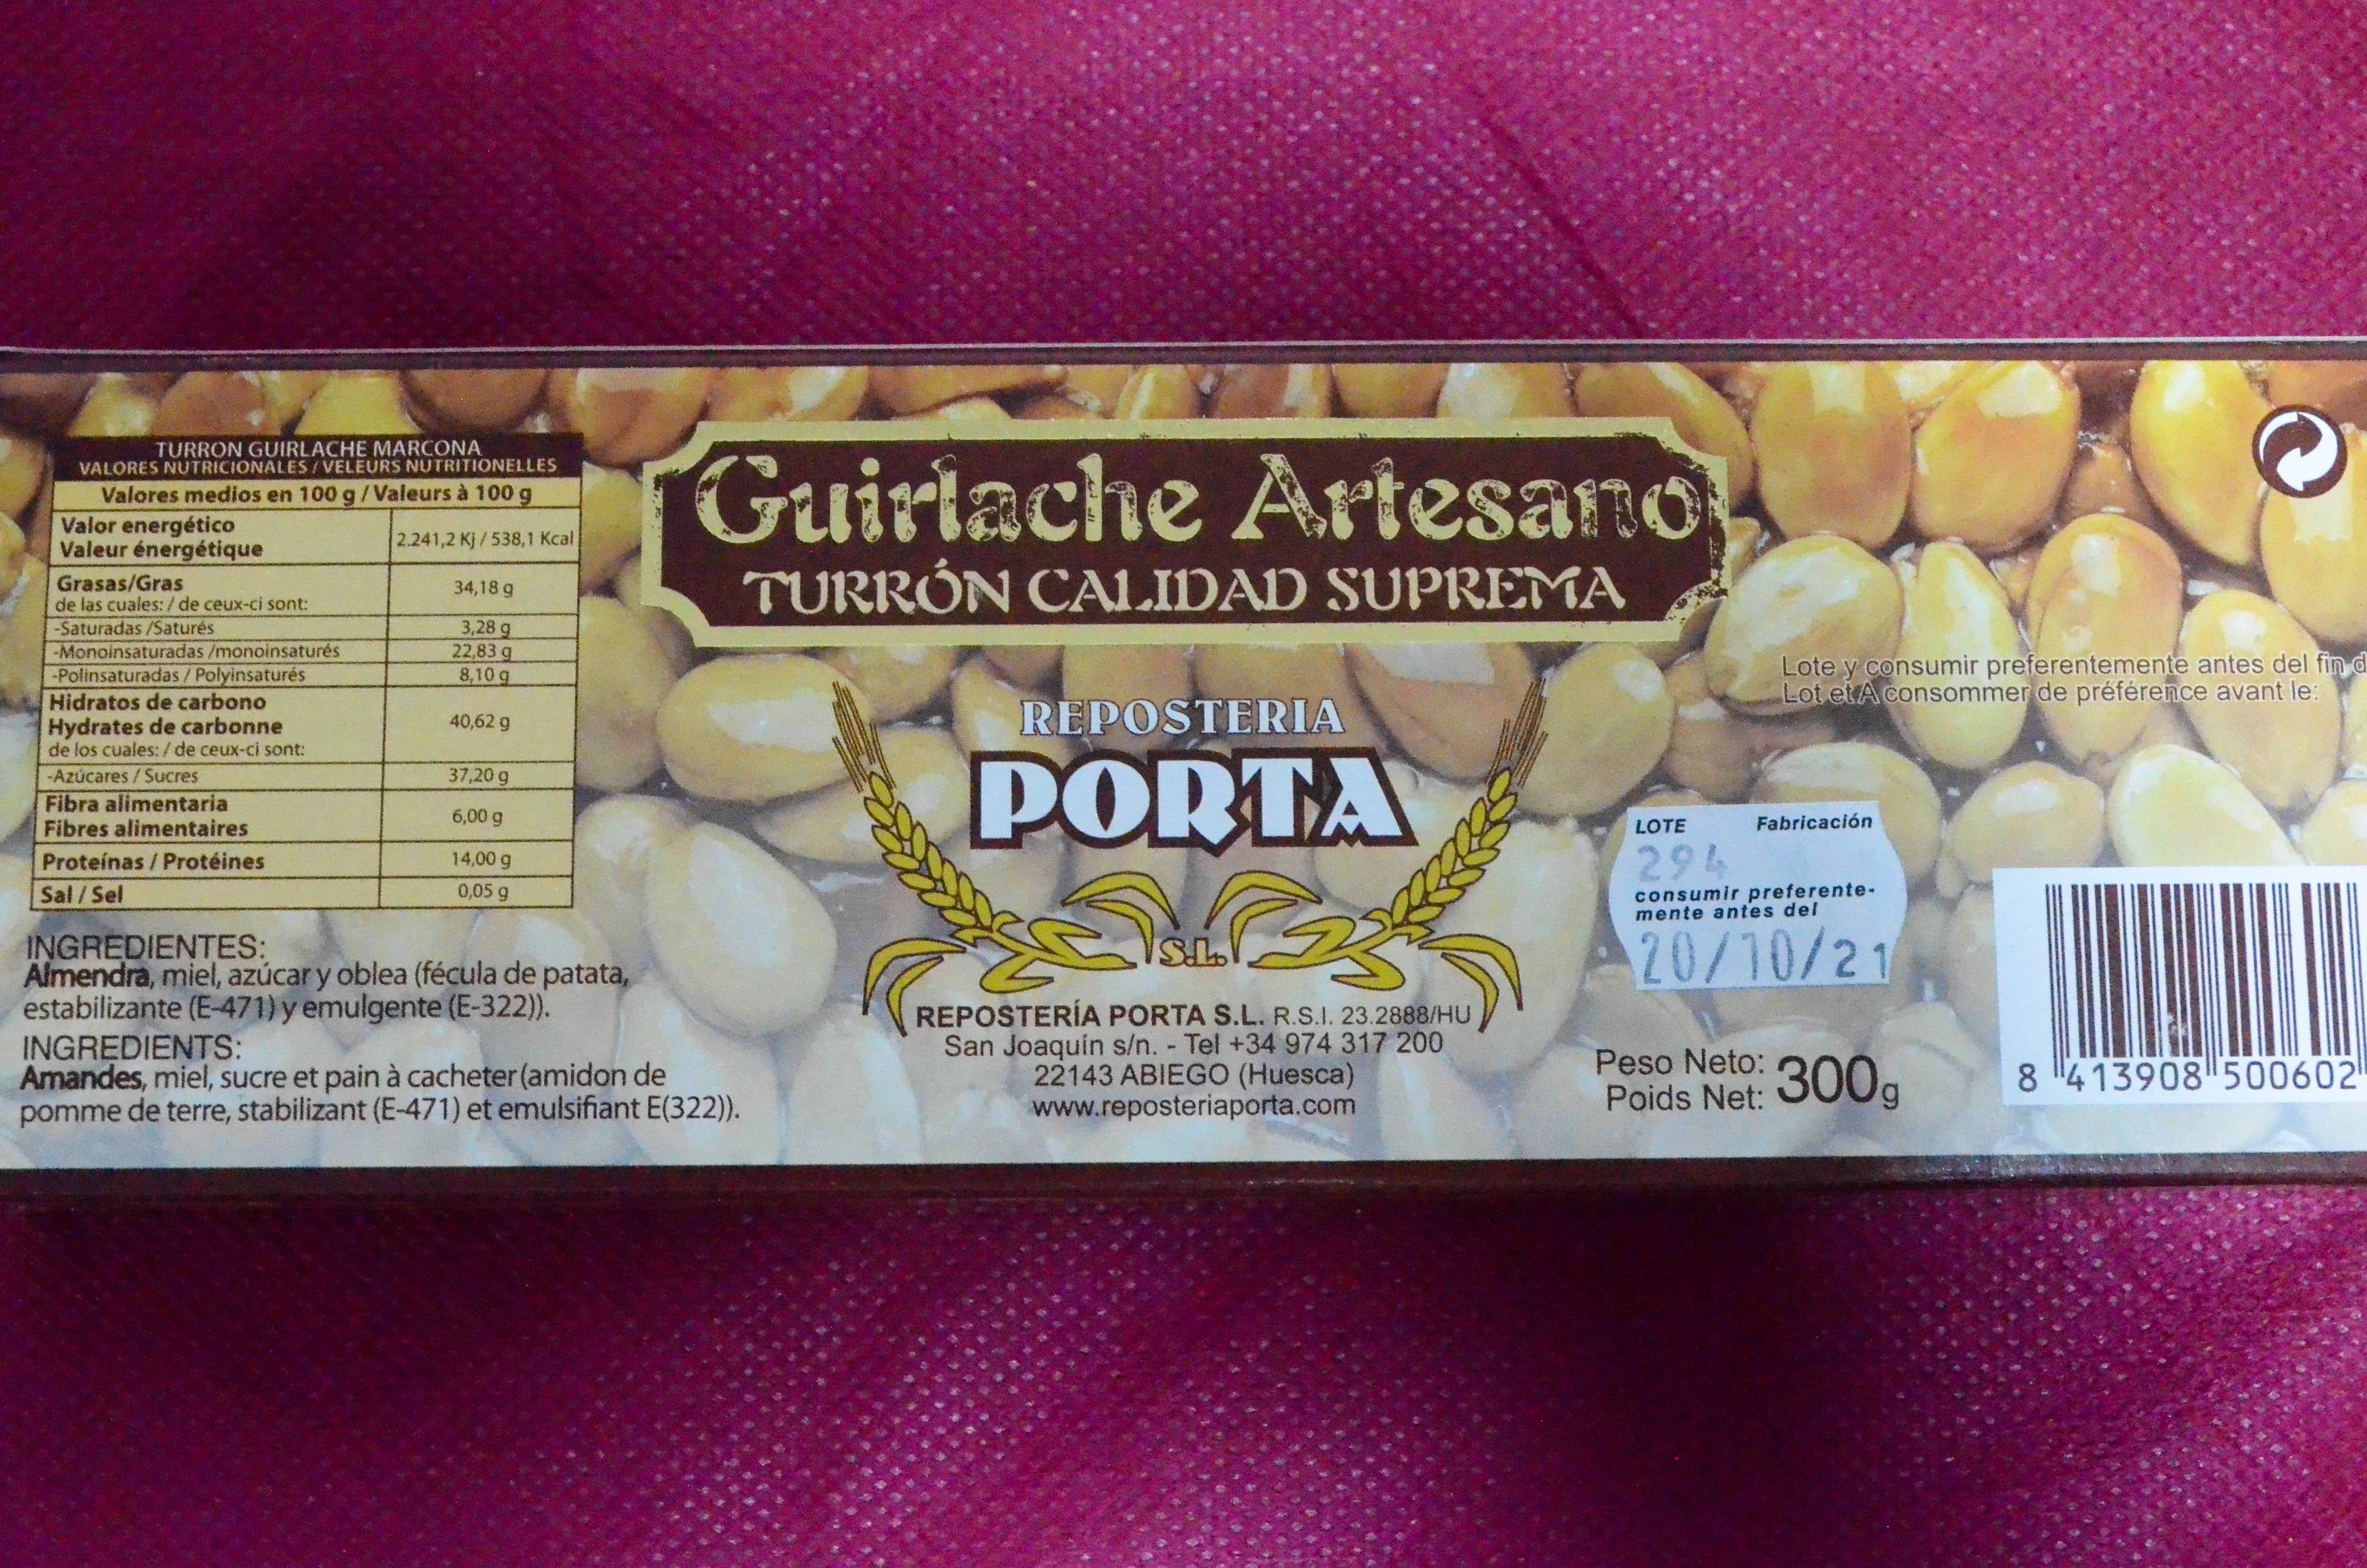 TURRON GUIRLACHE MARCONA
VALORES NUTRICIONALES / VELEURS NUTRITIONELLES
Valores medios en 100 g / Valeurs à 100 g
Valor energético
Valeur énergétique
2.241,2 Kj / 538,1 Kcal
Grasas/Gras
de las cuales: / de ceux-ci sont:
34,18 g
-Saturadas /Saturés 3,28 g
-Monoinsaturadas /monoinsaturés 22,83 g
-Polinsaturadas / Polyinsaturés 8,10 g
Hidratos de carbono
Hydrates de carbonne
de los cuales: / de ceux-ci sont:
40,62 g
-Azúcares / Sucres 37,20 g
Fibra alimentaria
Fibres alimentaires
6,00 g
Proteínas / Protéines 14,00 g
Sal / Sel 0,05 g
INGREDIENTES:
Almendra, miel, azúcar y oblea (fécula de patata,
estabilizante (E-471) y emulgente (E-322)).
INGREDIENTS:
Amandes, miel, sucre et pain à cacheter (amidon de
pomme de terre, stabilizant (E-471) et emulsifiant E(322)).
Guirlache Artesano
TURRÓN CALIDAD SUPREMA
REPOSTERIA
PORTA
S.L.
REPOSTERÍA PORTA S.L. R.S.I. 23.2888/HU
San Joaquín s/n. - Tel +34 974 317 200
22143 ABIEGO (Huesca)
www.reposteriaporta.com
Lote y consumir preferentemente antes del fin d
Lot et A consommer de préférence avant le:
LOTE Fabricación
294
consumir preferente-
mente antes del
20/10/21
Peso Neto:
Poids Net:
300g
8 413908 500602